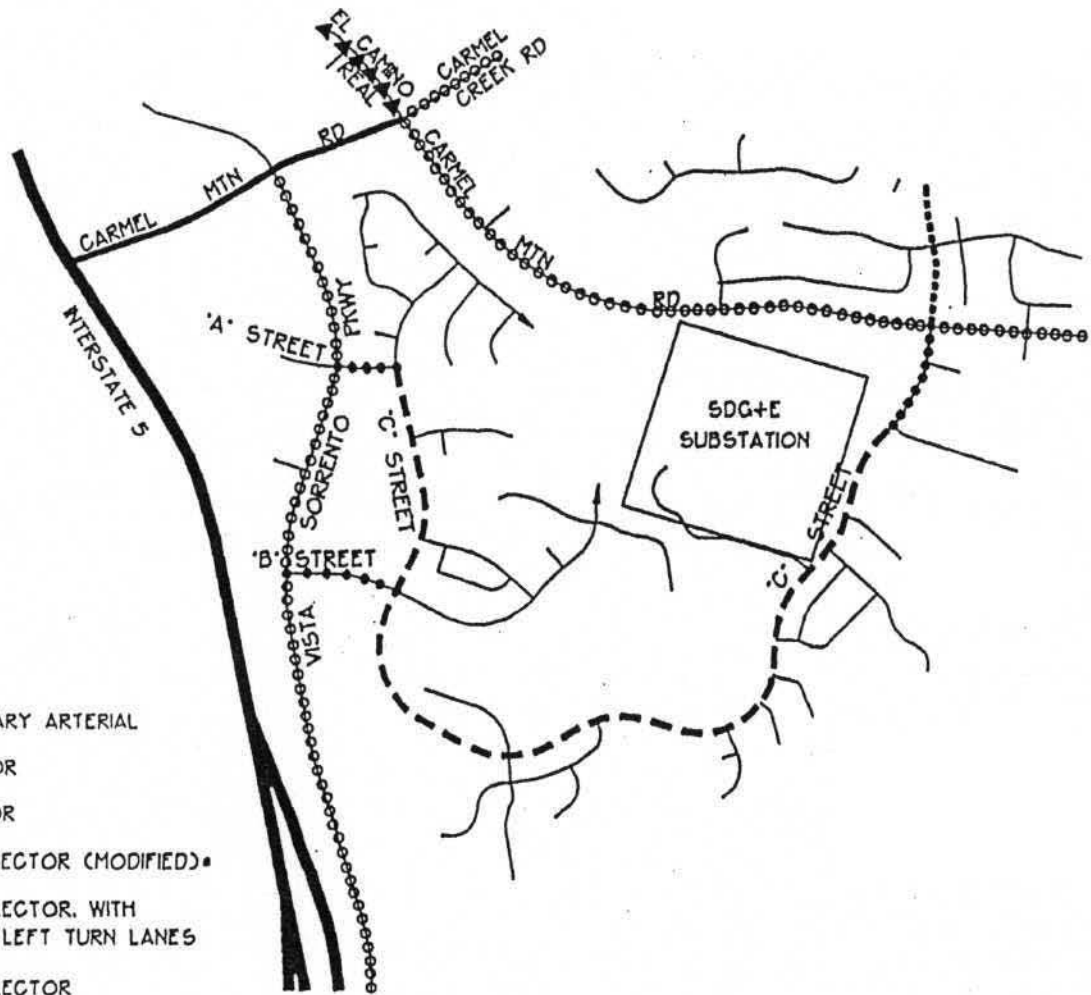 EL CAMINO
REAL
CARMEL
CREEK RD
CARMEL MTN RD
CARMEL MTN RD
INTERSTATE 5
"A" STREET
PKWY
SORRENTO
VISTA
"C" STREET
"B" STREET
SDG+E
SUBSTATION
"C" STREET
ARY ARTERIAL
OR
OR
ECTOR (MODIFIED)•
ECTOR, WITH
LEFT TURN LANES
ECTOR